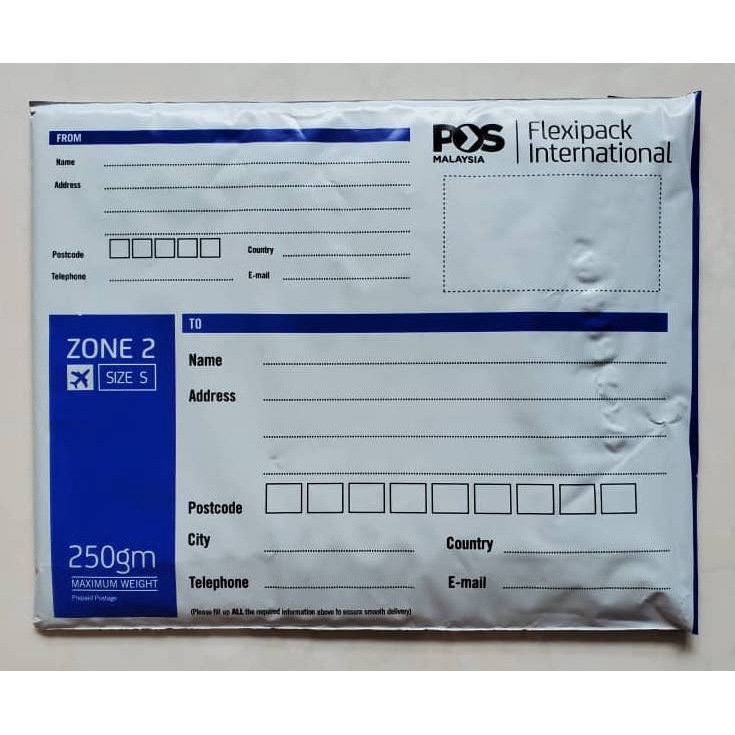 FROM
Name
Address
Postcode Country
Telephone E-mail
POS
MALAYSIA
Flexipack
International
ZONE 2
SIZE S
250gm
MAXIMUM WEIGHT
Prepaid Postage
TO
Name
Address
Postcode
City Country
Telephone E-mail
(Please fill up ALL the required information above to ensure smooth delivery)